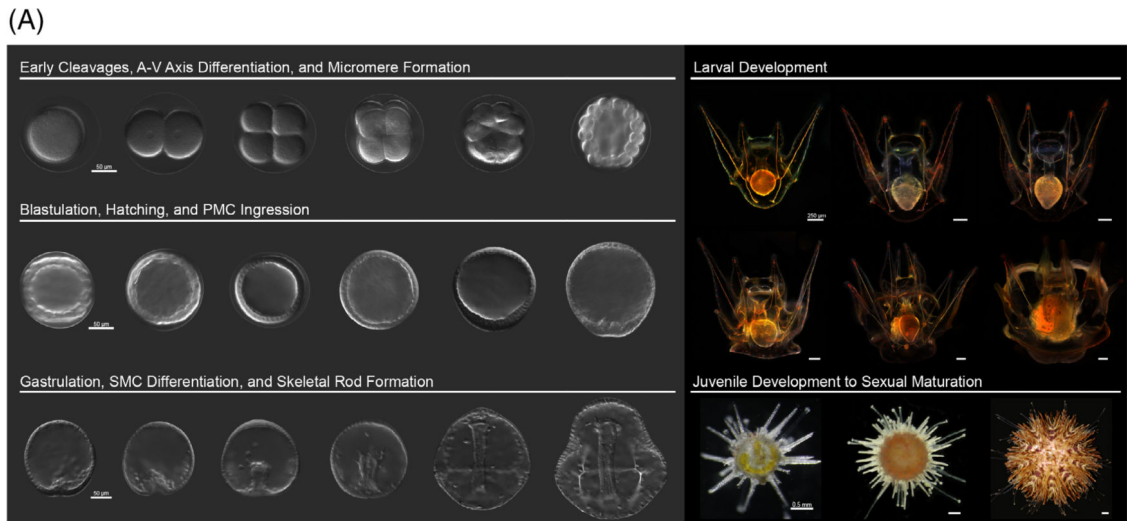 (A)
Early Cleavages, A-V Axis Differentiation, and Micromere Formation
50 µm
Blastulation, Hatching, and PMC Ingression
50 µm
Gastrulation, SMC Differentiation, and Skeletal Rod Formation
50 µm
Larval Development
250 µm
Juvenile Development to Sexual Maturation
0.5 mm